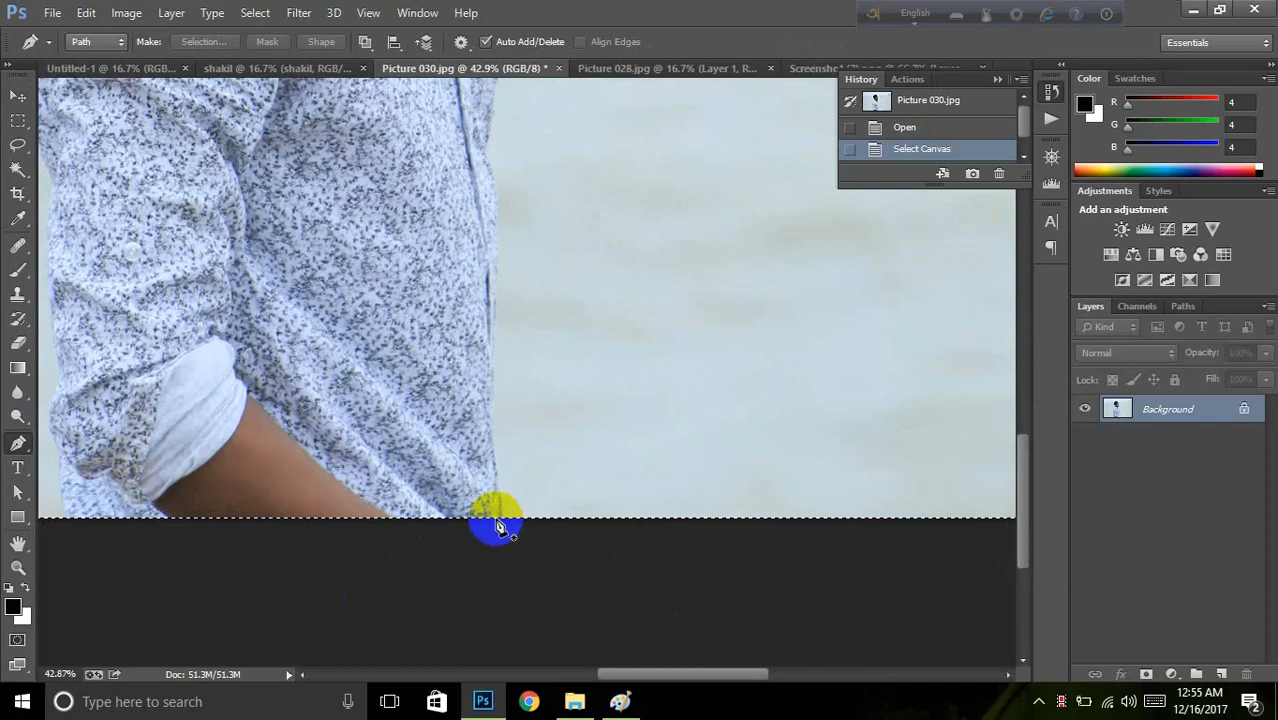 Ps File Edit Image Layer Type Select Filter 3D View Window Help
English
Path Make: Selection... Mask Shape Auto Add/Delete Align Edges Essentials
Untitled-1 @ 16.7% (RGB... × shakil @ 16.7% (shakil, RGB/... × Picture 030.jpg @ 42.9% (RGB/8) * × Picture 028.jpg @ 16.7% (Layer 1, R... ×
History Actions
Picture 030.jpg
Open
Select Canvas
Color Swatches
R 4
G 4
B 4
Adjustments Styles
Add an adjustment
Layers Channels Paths
Kind
Normal Opacity: 100%
Lock: Fill: 100%
Background
42.87% Doc: 51.3M/51.3M
Type here to search
12:55 AM
12/16/2017
2